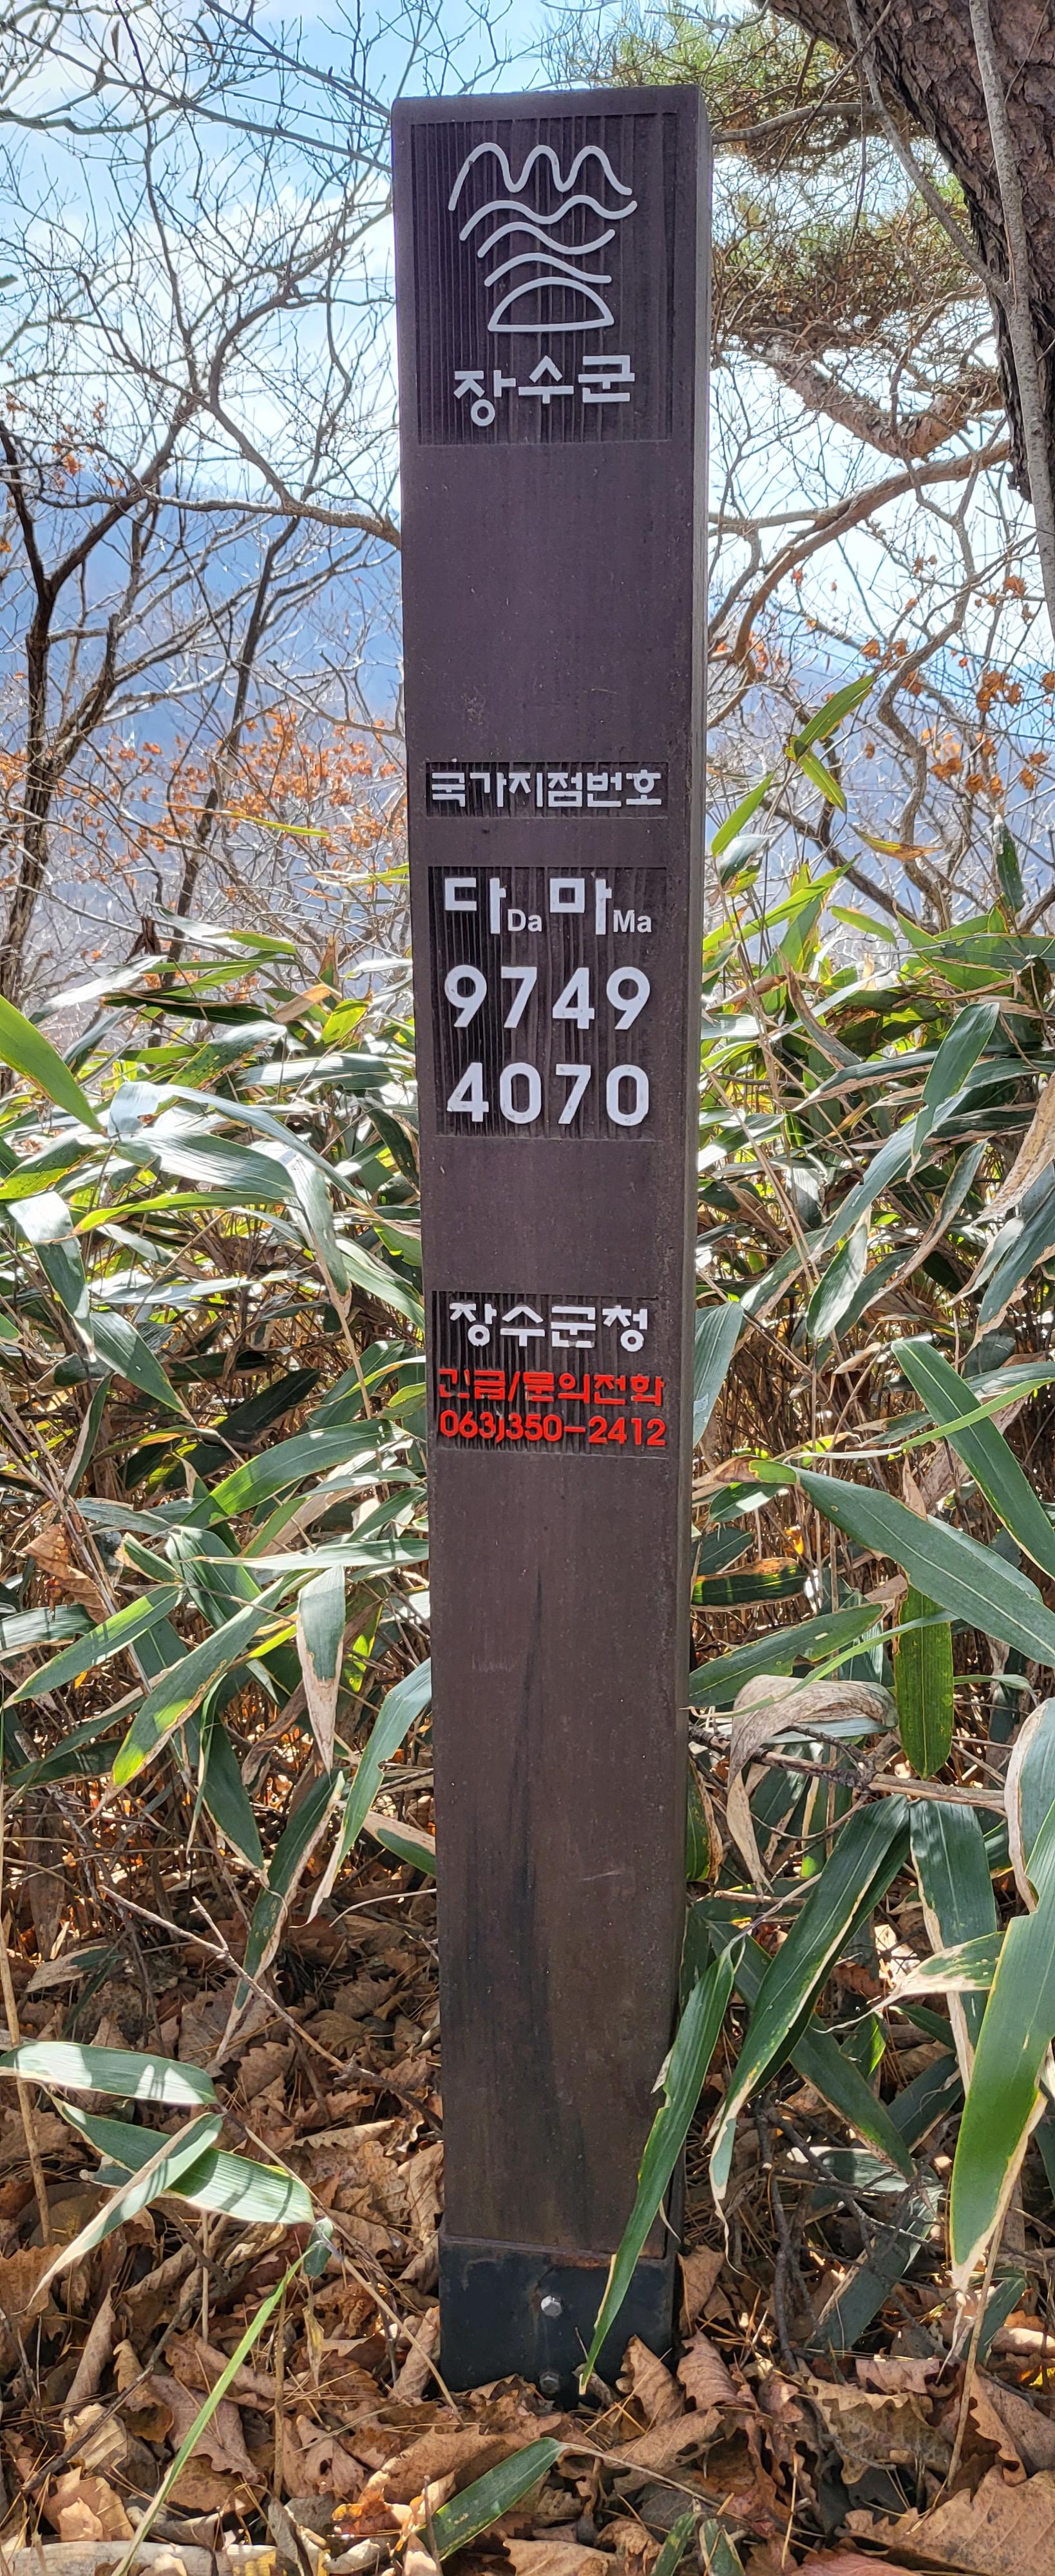 장수군
국가지점번호
다Da 마Ma
9749
4070
장수군청
긴급/문의전화
063)350-2412